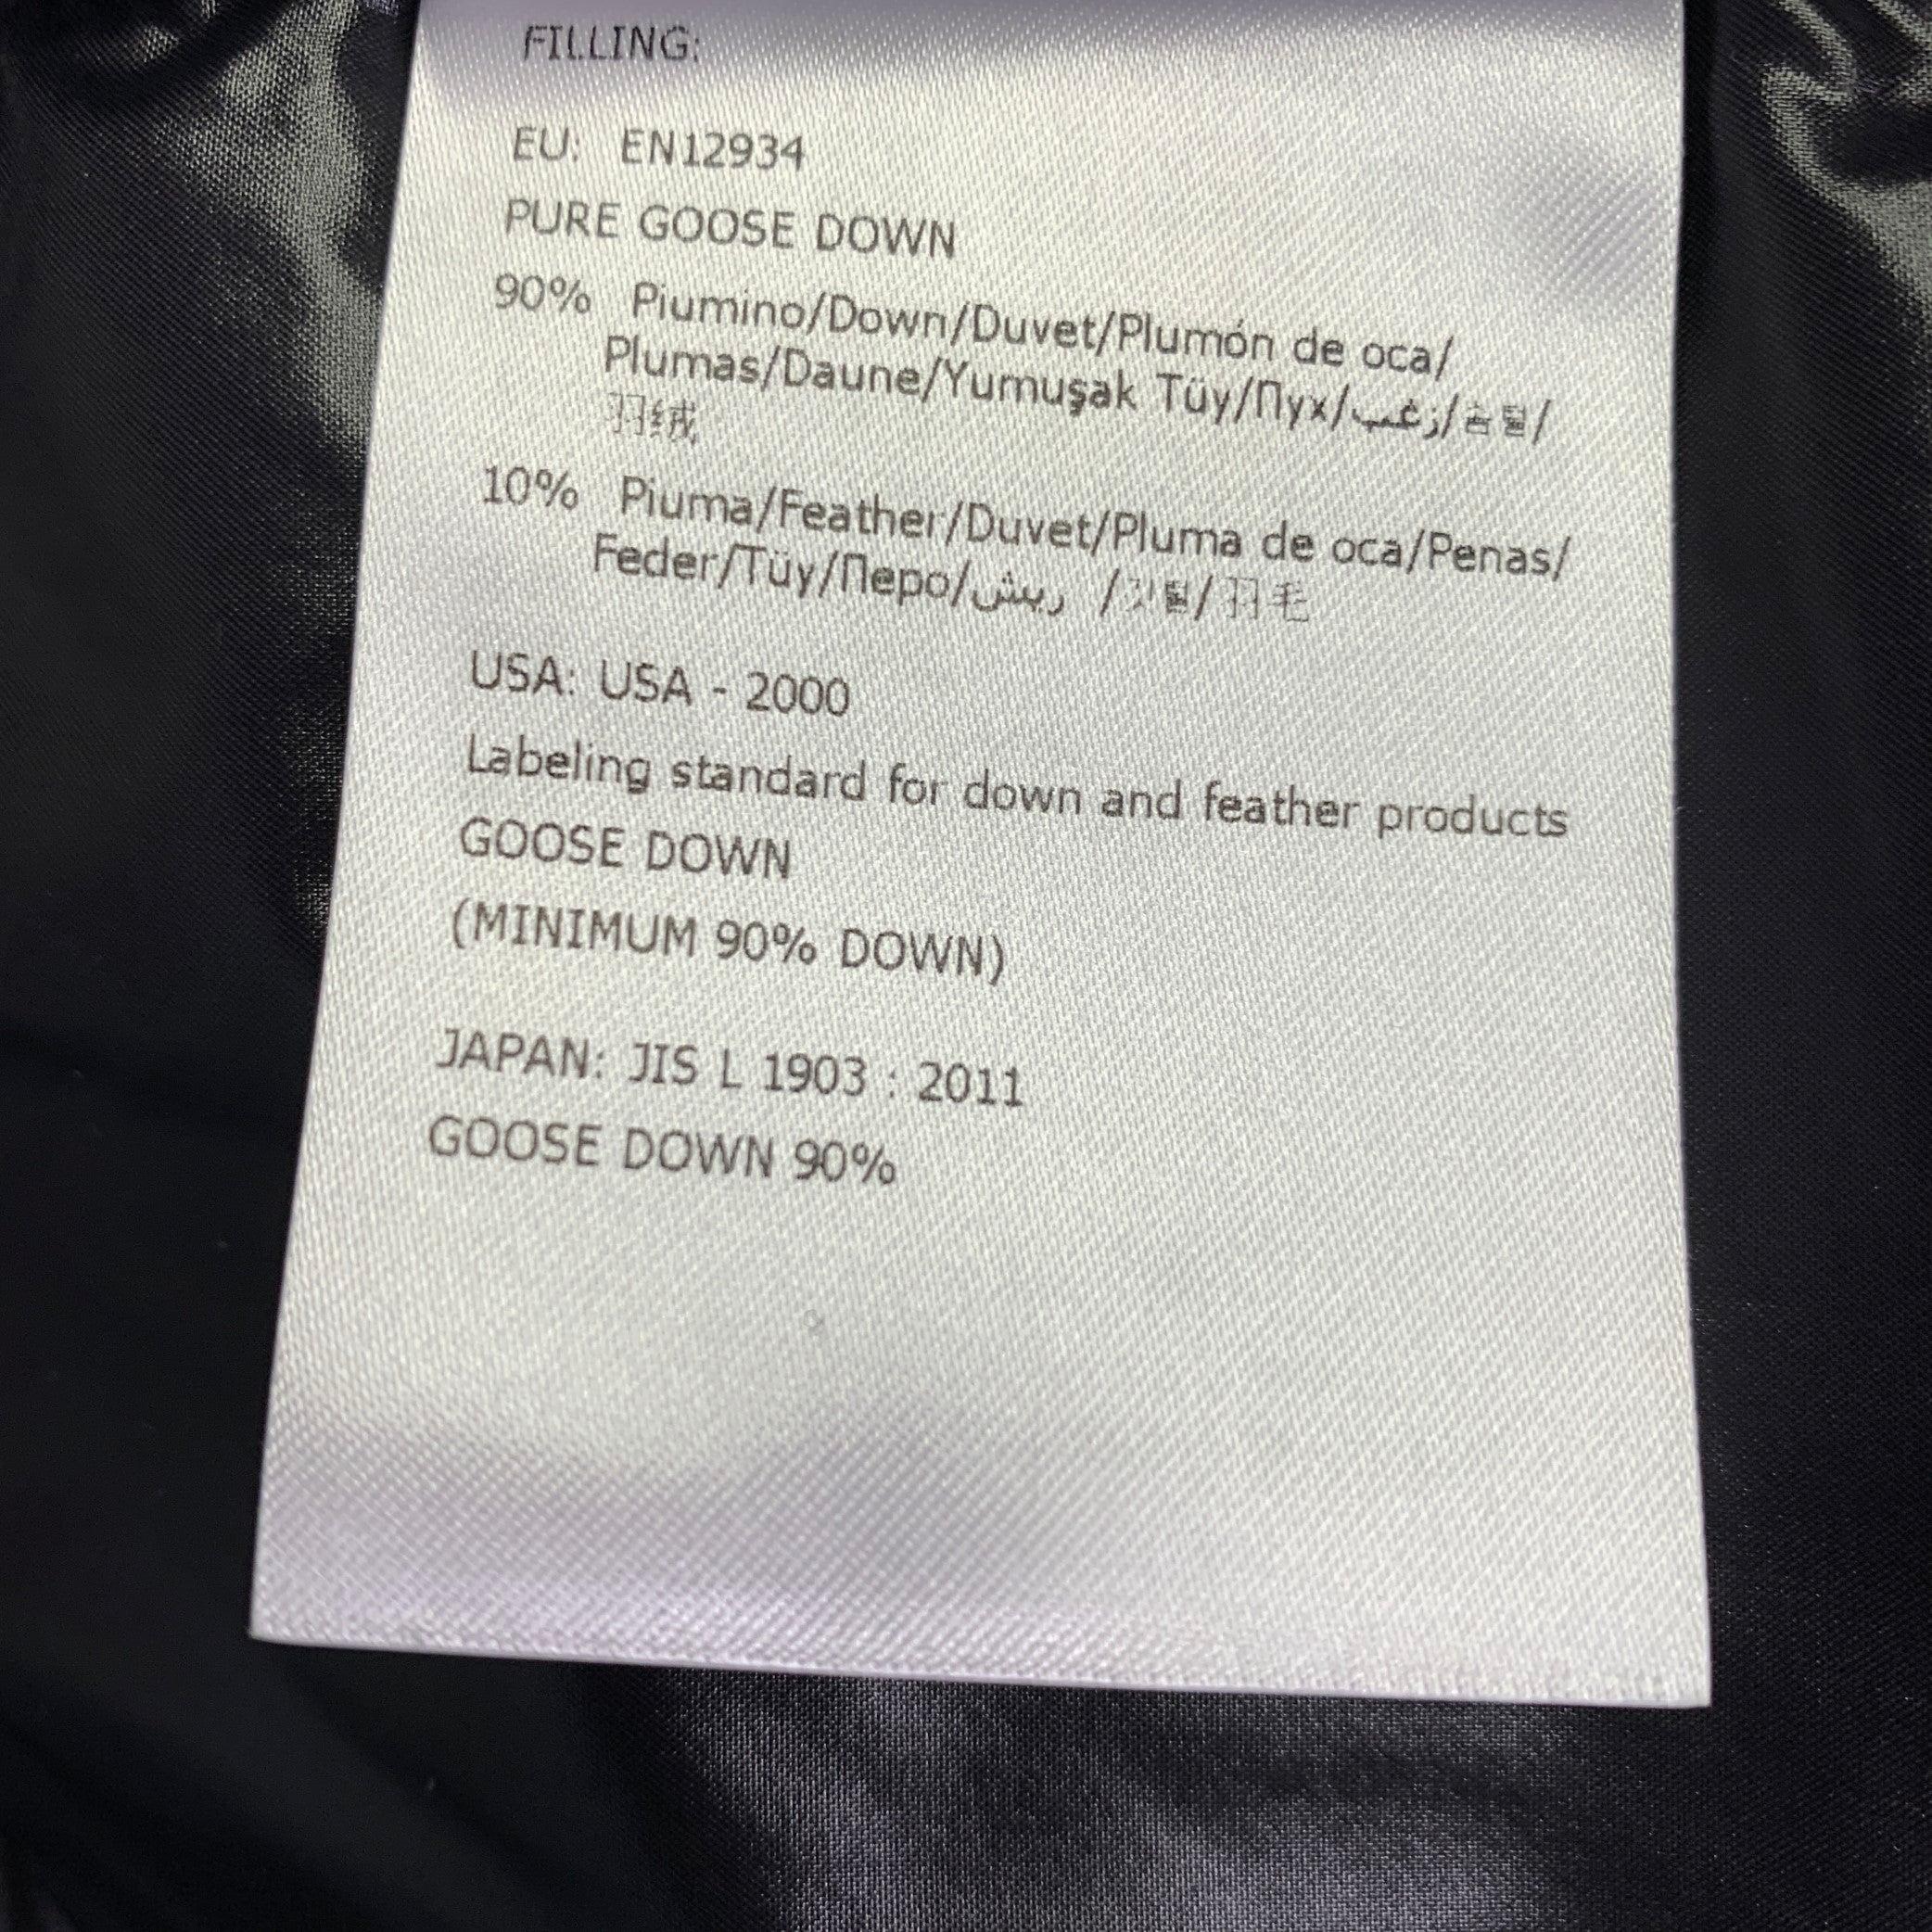 FILLING:
EU: EN12934
PURE GOOSE DOWN
90% Piumino/Down/Duvet/Plumón de oca/
Plumas/Daune/Yumuşak Tüy/Пух/زغب/솜털/
羽绒
10% Piuma/Feather/Duvet/Pluma de oca/Penas/
Feder/Tüy/Перо/ريش /깃털/羽毛
USA: USA - 2000
Labeling standard for down and feather products
GOOSE DOWN
(MINIMUM 90% DOWN)
JAPAN: JIS L 1903 : 2011
GOOSE DOWN 90%